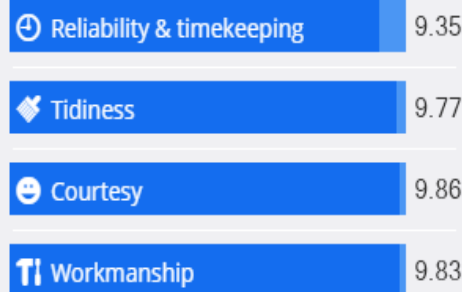 Reliability & timekeeping 9.35
Tidiness 9.77
Courtesy 9.86
Workmanship 9.83